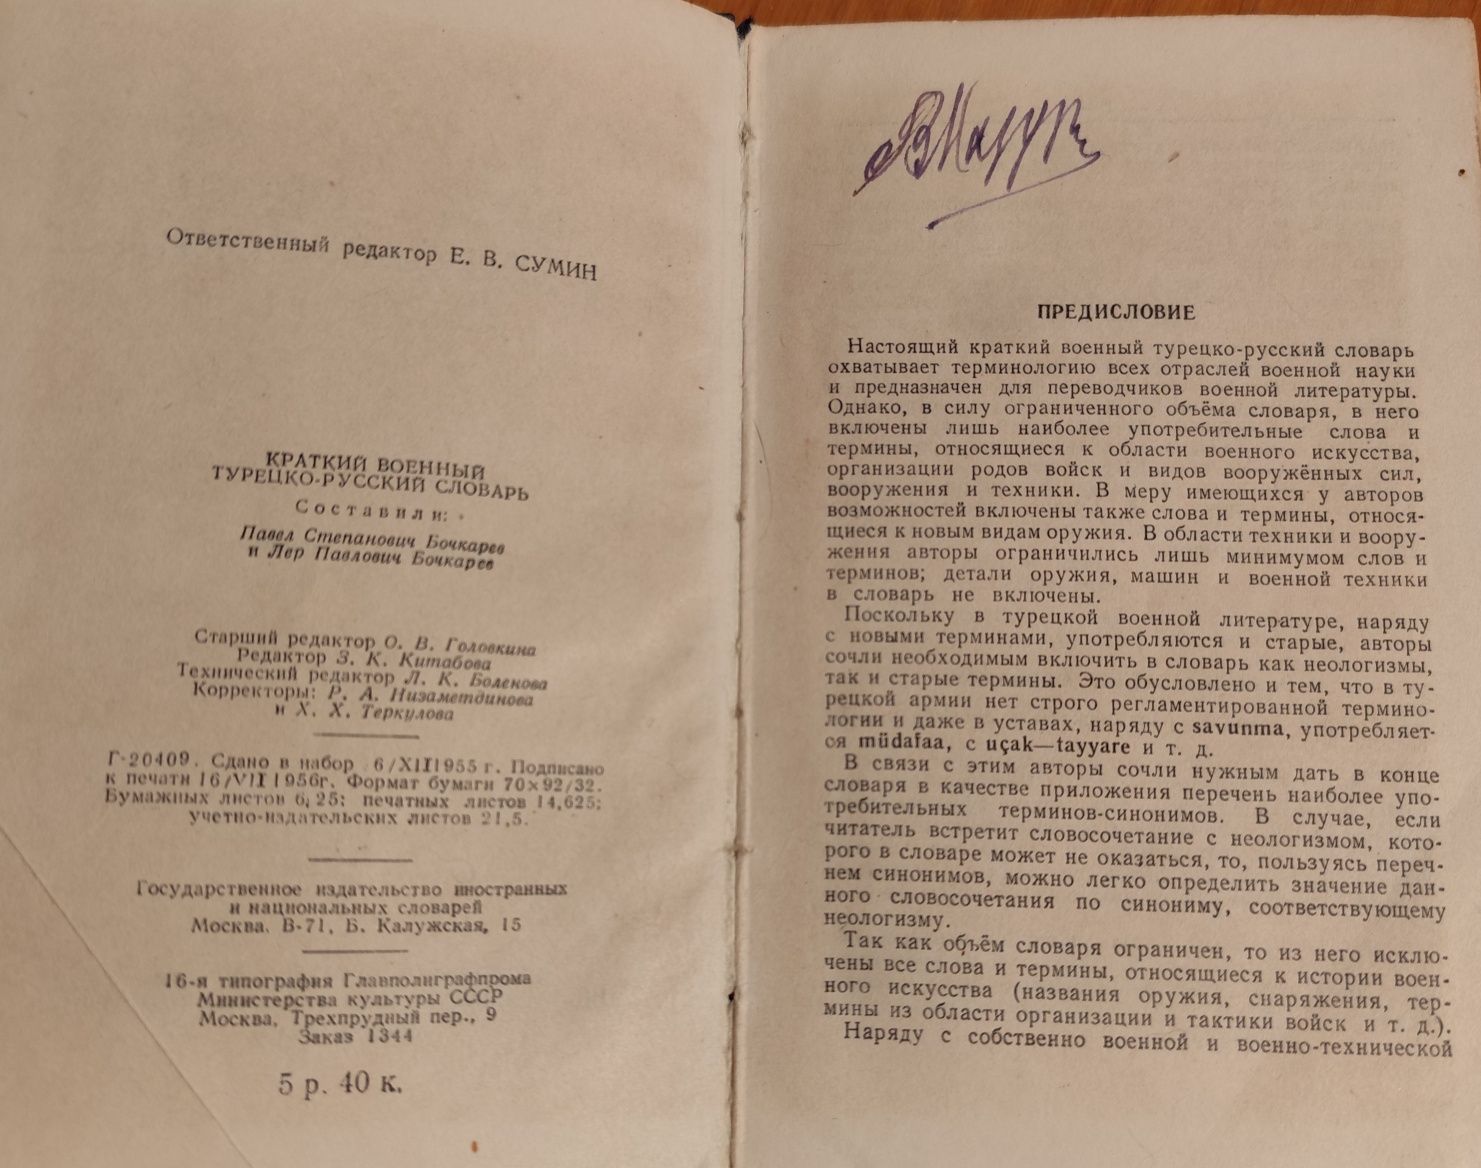 Ответственный редактор Е. В. СУМИН
КРАТКИЙ ВОЕННЫЙ
ТУРЕЦКО-РУССКИЙ СЛОВАРЬ
Составили:
Павел Степанович Бочкарев
и Лер Павлович Бочкарев
Старший редактор О. В. Головкина
Редактор З. К. Китабова
Технический редактор Л. К. Боленова
Корректоры: Р. А. Низаметдинова
и Х. Х. Теркулова
Г-20409. Сдано в набор 6/XII1955 г. Подписано
к печати 16/VII 1956г. Формат бумаги 70×92/32.
Бумажных листов 6,25; печатных листов 14,625;
учетно-издательских листов 21,5.
Государственное издательство иностранных
и национальных словарей
Москва, В-71, Б. Калужская, 15
16-я типография Главполиграфпрома
Министерства культуры СССР
Москва, Трехпрудный пер., 9
Заказ 1344
5 р. 40 к.
ПРЕДИСЛОВИЕ
Настоящий краткий военный турецко-русский словарь
охватывает терминологию всех отраслей военной науки
и предназначен для переводчиков военной литературы.
Однако, в силу ограниченного объёма словаря, в него
включены лишь наиболее употребительные слова и
термины, относящиеся к области военного искусства,
организации родов войск и видов вооружённых сил,
вооружения и техники. В меру имеющихся у авторов
возможностей включены также слова и термины, относя-
щиеся к новым видам оружия. В области техники и воору-
жения авторы ограничились лишь минимумом слов и
терминов; детали оружия, машин и военной техники
в словарь не включены.
Поскольку в турецкой военной литературе, наряду
с новыми терминами, употребляются и старые, авторы
сочли необходимым включить в словарь как неологизмы,
так и старые термины. Это обусловлено и тем, что в ту-
рецкой армии нет строго регламентированной термино-
логии и даже в уставах, наряду с savunma, употребляет-
ся müdafaa, с uçak—tayyare и т. д.
В связи с этим авторы сочли нужным дать в конце
словаря в качестве приложения перечень наиболее упо-
требительных терминов-синонимов. В случае, если
читатель встретит словосочетание с неологизмом, кото-
рого в словаре может не оказаться, то, пользуясь переч-
нем синонимов, можно легко определить значение дан-
ного словосочетания по синониму, соответствующему
неологизму.
Так как объём словаря ограничен, то из него исклю-
чены все слова и термины, относящиеся к истории воен-
ного искусства (названия оружия, снаряжения, тер-
мины из области организации и тактики войск и т. д.).
Наряду с собственно военной и военно-технической